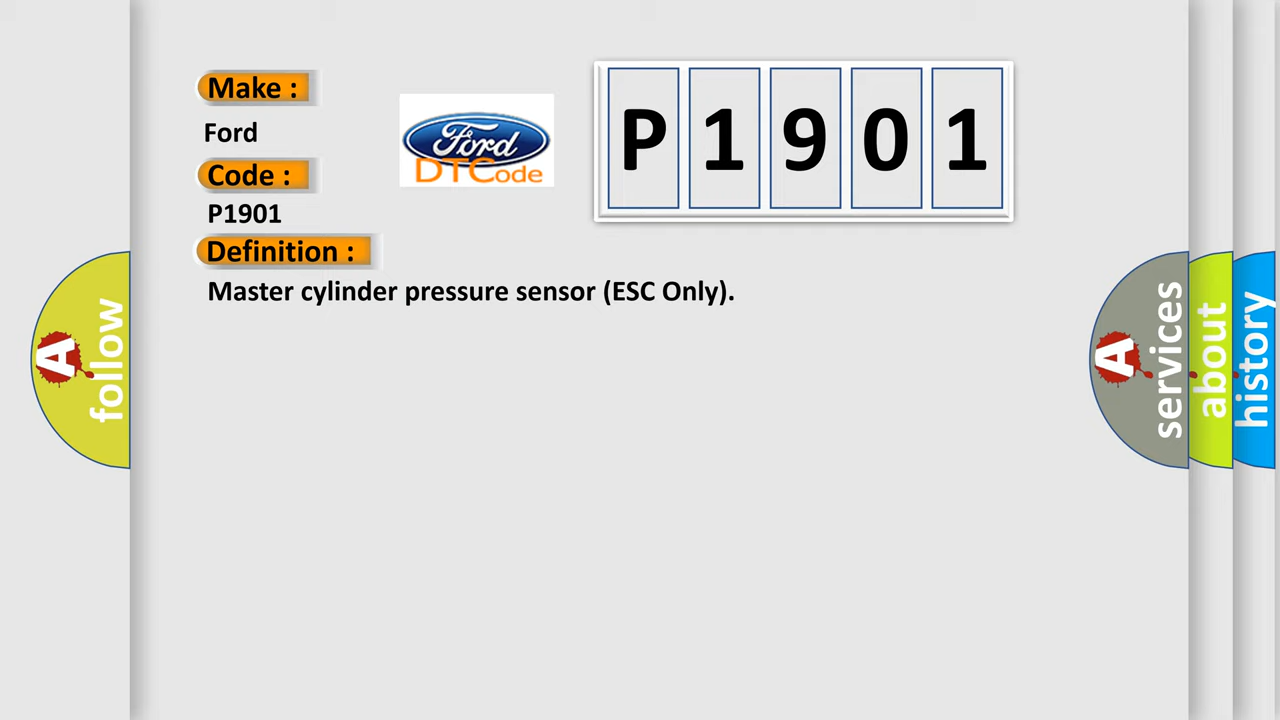 Make :
Ford
Code :
P1901
Definition :
Master cylinder pressure sensor (ESC Only).
Ford
DTCode
P 1 9 0 1
A
follow
A
services
about
history